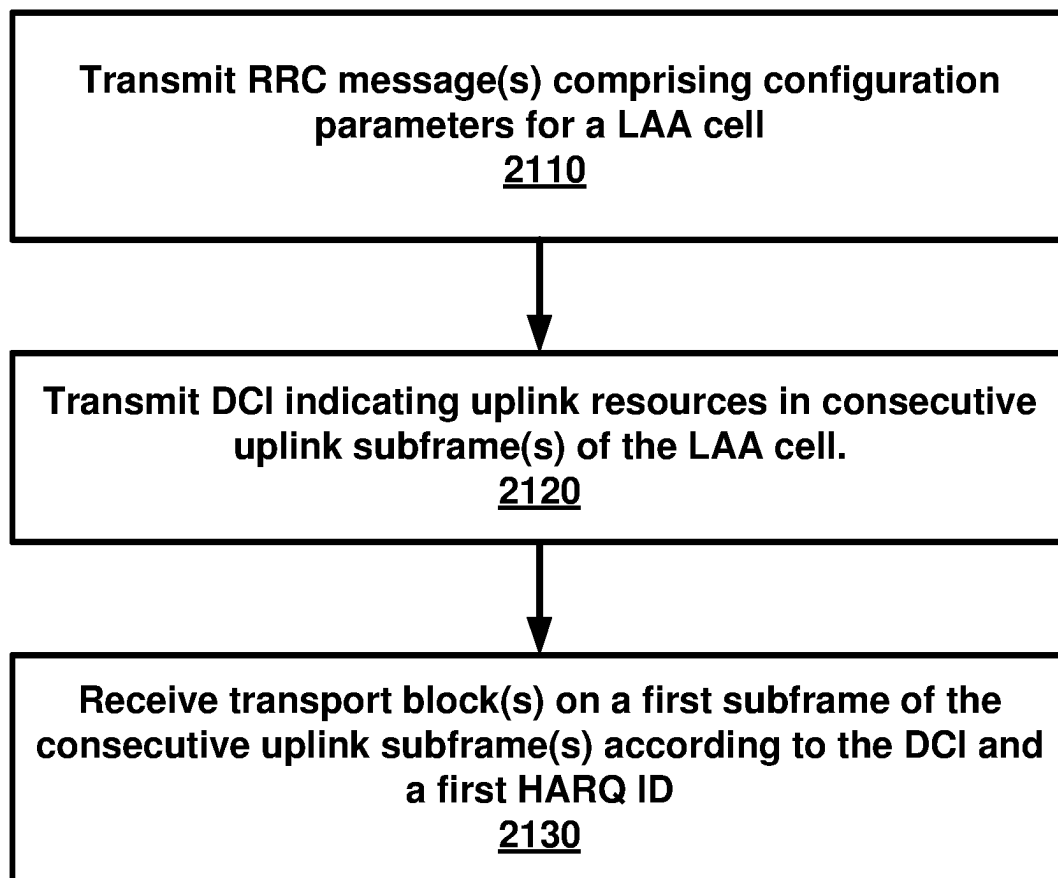 Transmit RRC message(s) comprising configuration
parameters for a LAA cell
2110
Transmit DCI indicating uplink resources in consecutive
uplink subframe(s) of the LAA cell.
2120
Receive transport block(s) on a first subframe of the
consecutive uplink subframe(s) according to the DCI and
a first HARQ ID
2130